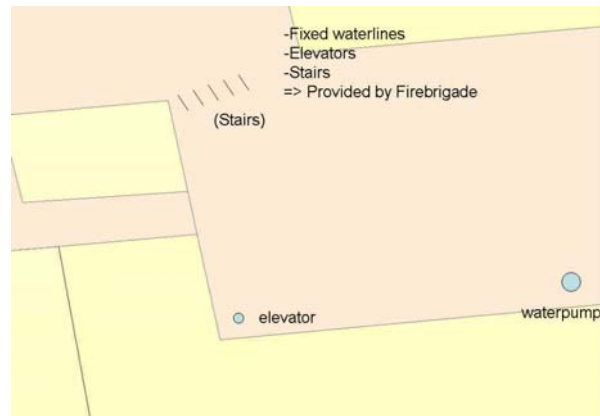 -Fixed waterlines
-Elevators
-Stairs
=> Provided by Firebrigade
(Stairs)
elevator
waterpump